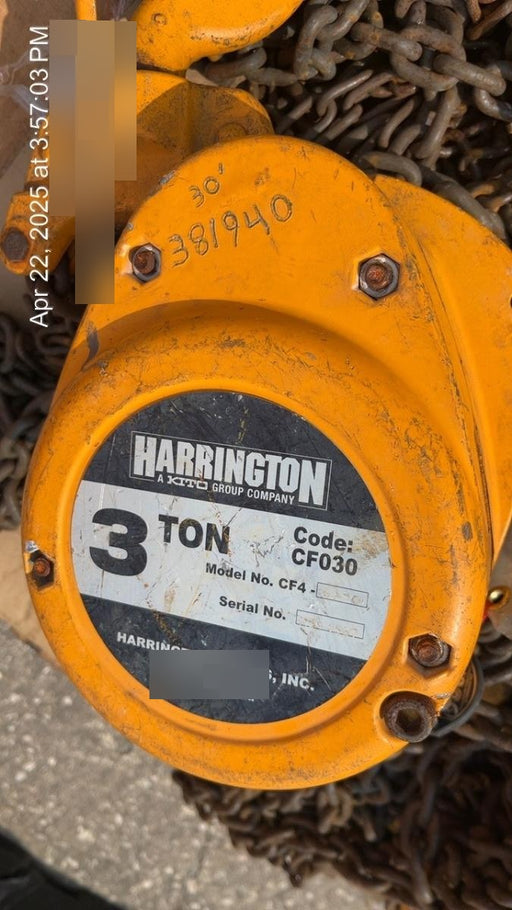 Apr 22, 2025 at 3:57:03 PM
30'
381940
HARRINGTON
A KITO GROUP COMPANY
3 TON
Code:
CF030
Model No. CF4 -
Serial No.
INC.